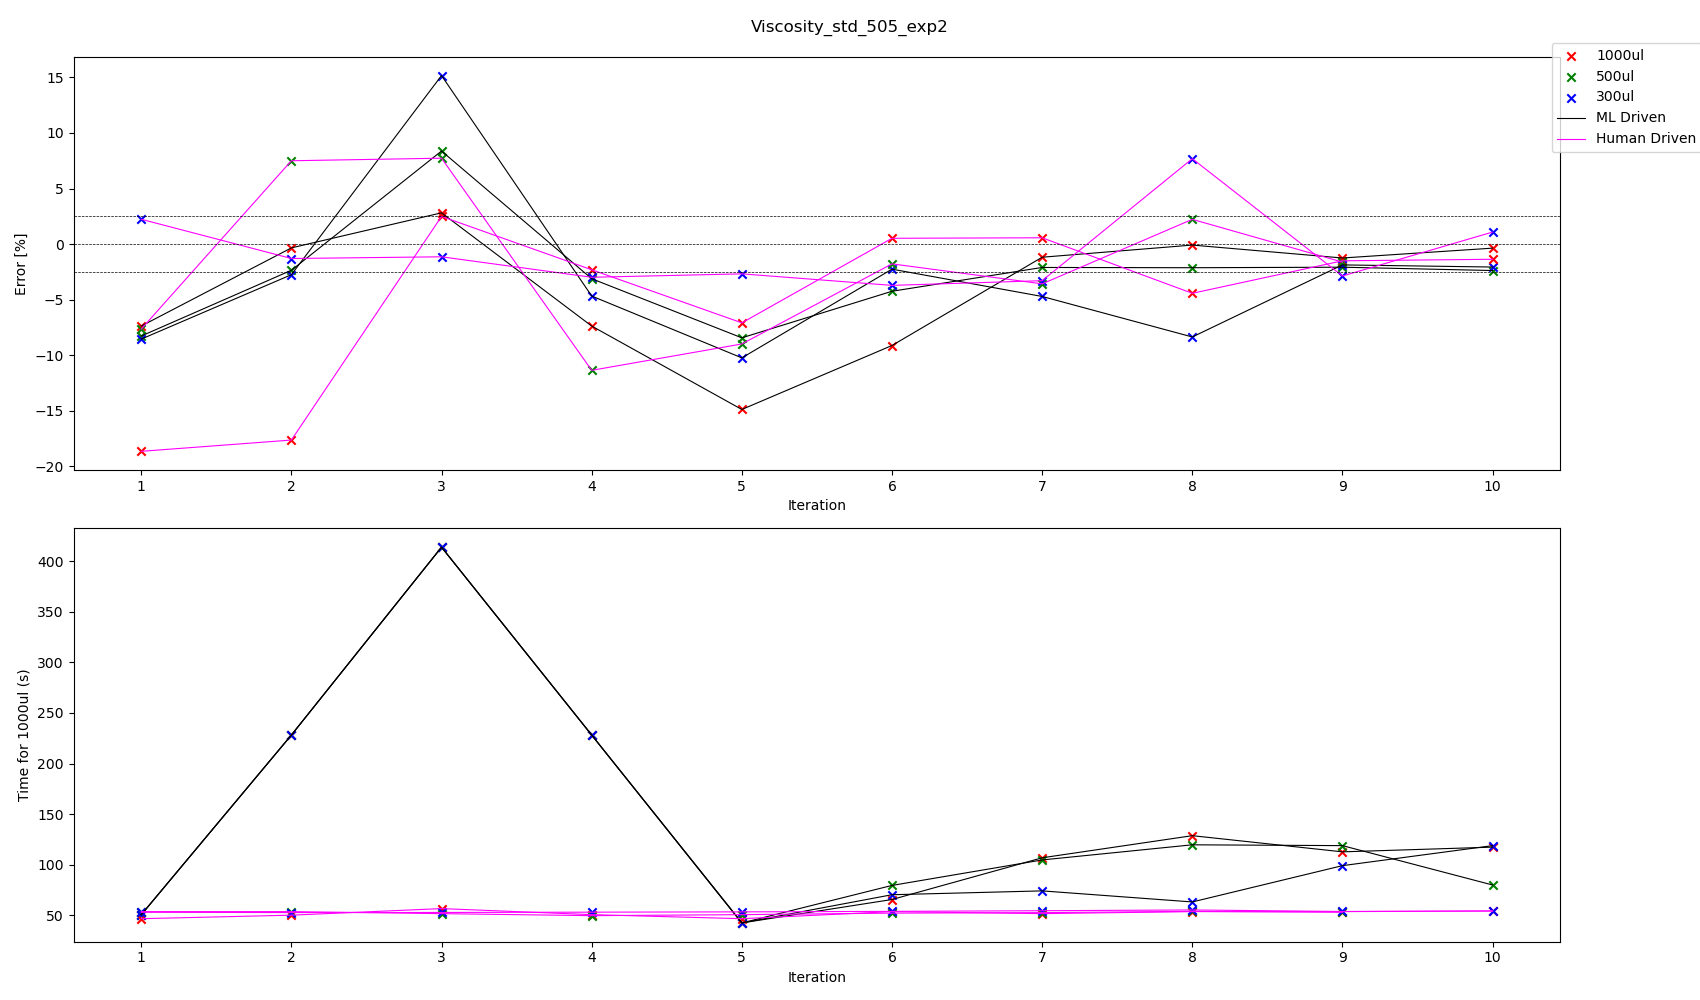 Viscosity_std_505_exp2
1000ul
500ul
300ul
ML Driven
Human Driven
Error [%]
15
10
5
0
−5
−10
−15
−20
1 2 3 4 5 6 7 8 9 10
Iteration
Time for 1000ul (s)
400
350
300
250
200
150
100
50
1 2 3 4 5 6 7 8 9 10
Iteration